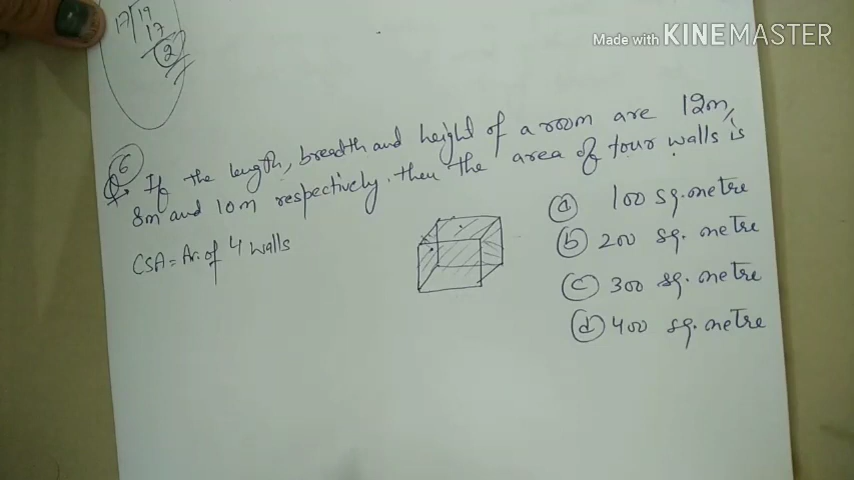 Made with KINEMASTER
17 19
17
2
Q6 If the length, breadth and height of a room are 12m,
8m and 10m respectively. then the area of four walls is
CSA = Ar. of 4 walls
a 100 sq. metre
b 200 sq. metre
c 300 sq. metre
d 400 sq. metre